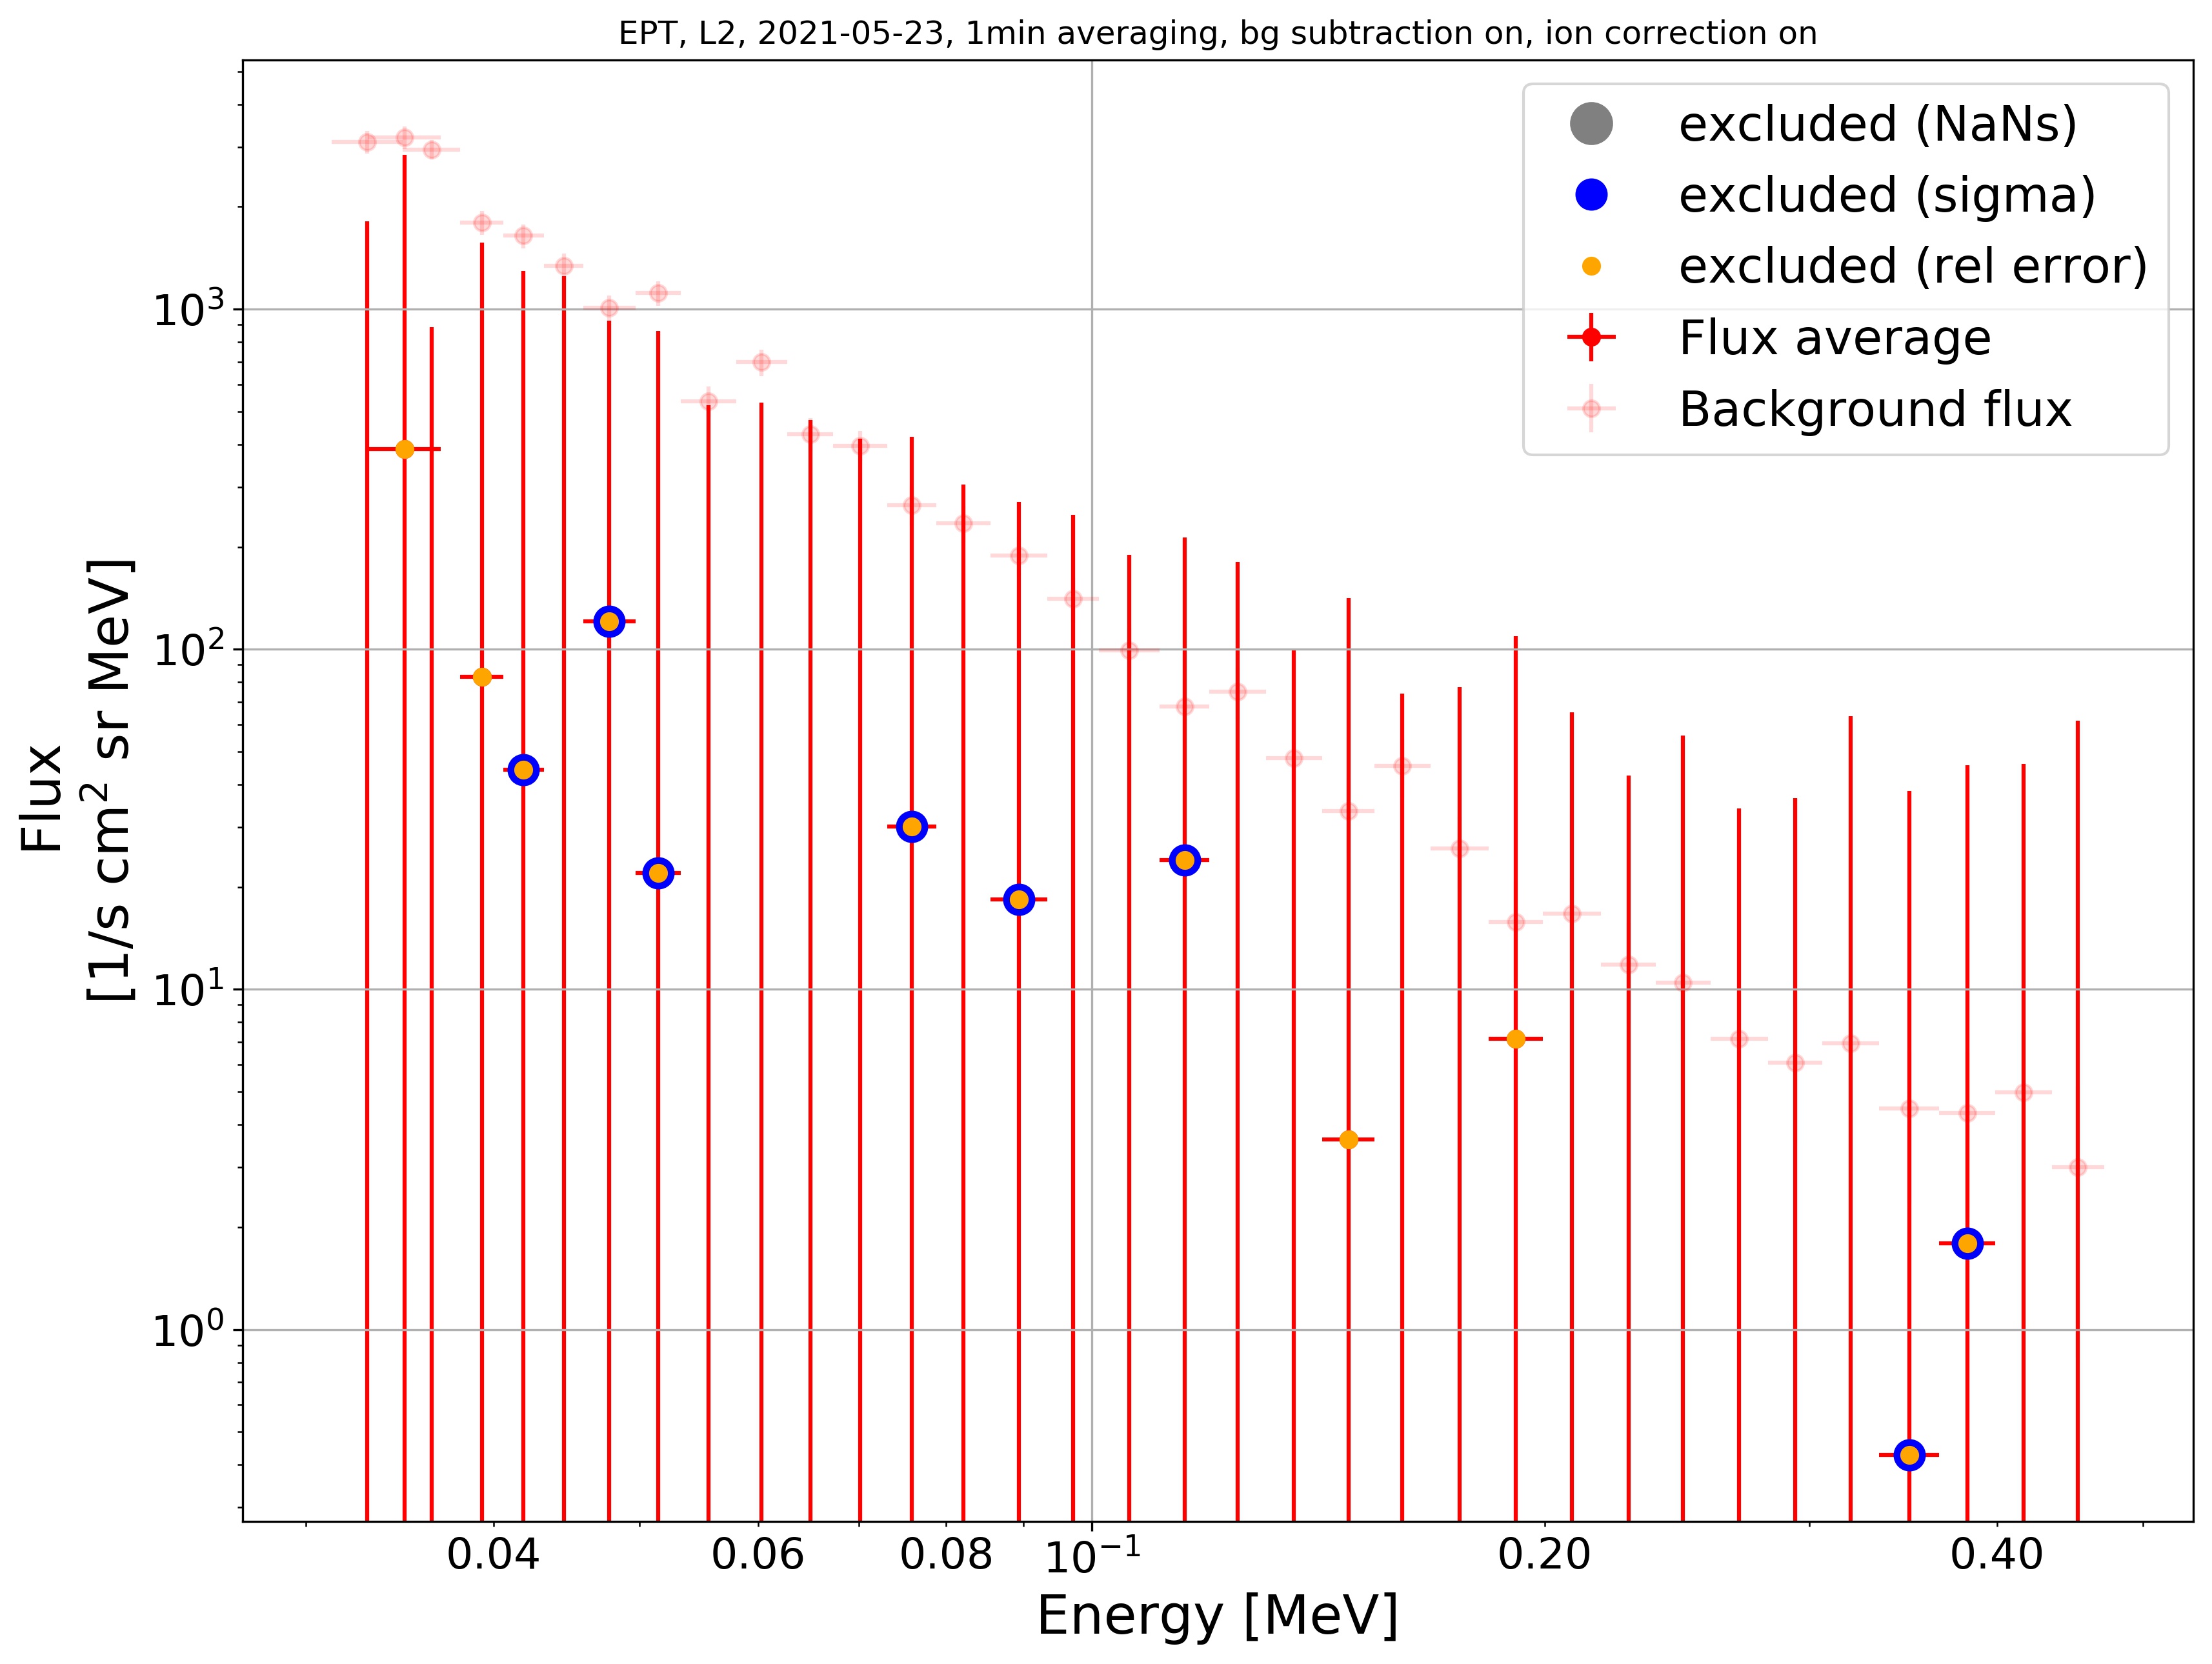 EPT, L2, 2021-05-23, 1min averaging, bg subtraction on, ion correction on
excluded (NaNs)
excluded (sigma)
excluded (rel error)
Flux average
Background flux
Flux
[1/s cm² sr MeV]
10³
10²
10¹
10⁰
0.04
0.06
0.08
10⁻¹
0.20
0.40
Energy [MeV]